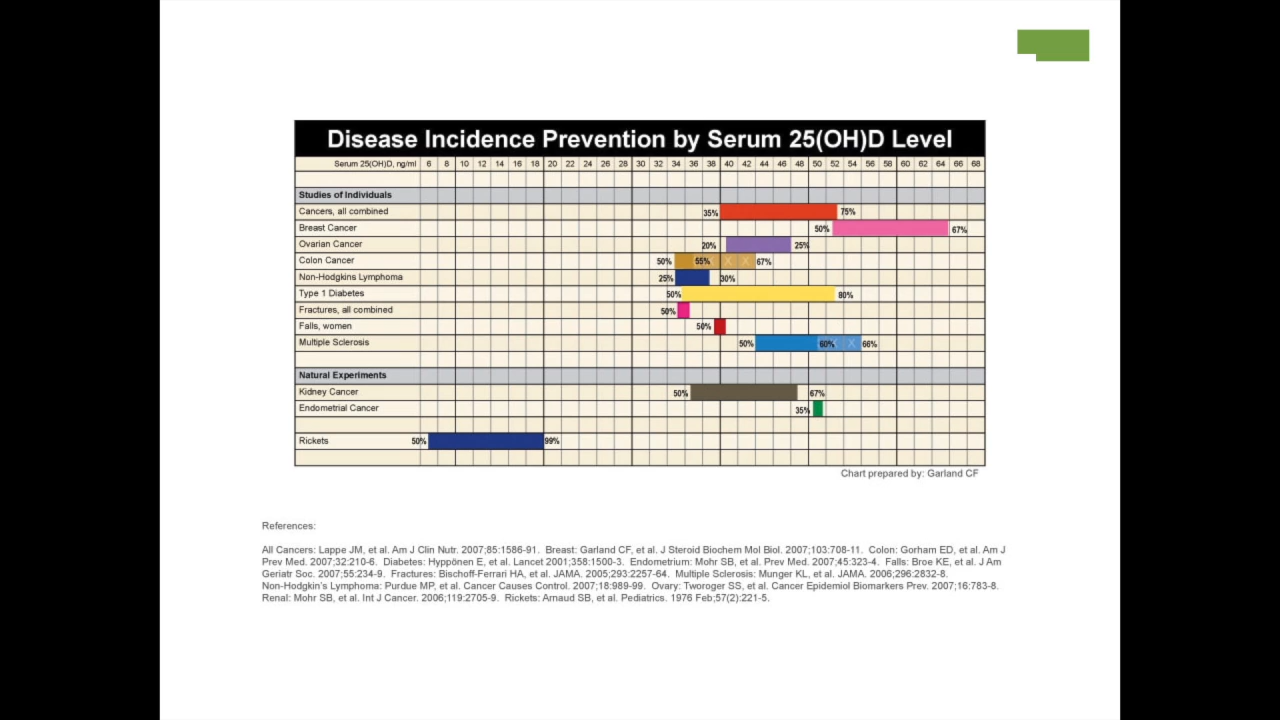 Disease Incidence Prevention by Serum 25(OH)D Level
Serum 25(OH)D, ng/ml 6 8 10 12 14 16 18 20 22 24 26 28 30 32 34 36 38 40 42 44 46 48 50 52 54 56 58 60 62 64 66 68
Studies of Individuals
Cancers, all combined 35% 75%
Breast Cancer 50% 67%
Ovarian Cancer 20% 25%
Colon Cancer 50% 55% X X 67%
Non-Hodgkins Lymphoma 25% 30%
Type 1 Diabetes 50% 80%
Fractures, all combined 50%
Falls, women 50%
Multiple Sclerosis 50% 60% X 66%
Natural Experiments
Kidney Cancer 50% 67%
Endometrial Cancer 35%
Rickets 50% 99%
Chart prepared by: Garland CF
References:
All Cancers: Lappe JM, et al. Am J Clin Nutr. 2007;85:1586-91. Breast: Garland CF, et al. J Steroid Biochem Mol Biol. 2007;103:708-11. Colon: Gorham ED, et al. Am J
Prev Med. 2007;32:210-6. Diabetes: Hyppönen E, et al. Lancet 2001;358:1500-3. Endometrium: Mohr SB, et al. Prev Med. 2007;45:323-4. Falls: Broe KE, et al. J Am
Geriatr Soc. 2007;55:234-9. Fractures: Bischoff-Ferrari HA, et al. JAMA. 2005;293:2257-64. Multiple Sclerosis: Munger KL, et al. JAMA. 2006;296:2832-8.
Non-Hodgkin's Lymphoma: Purdue MP, et al. Cancer Causes Control. 2007;18:989-99. Ovary: Tworoger SS, et al. Cancer Epidemiol Biomarkers Prev. 2007;16:783-8.
Renal: Mohr SB, et al. Int J Cancer. 2006;119:2705-9. Rickets: Arnaud SB, et al. Pediatrics. 1976 Feb;57(2):221-5.